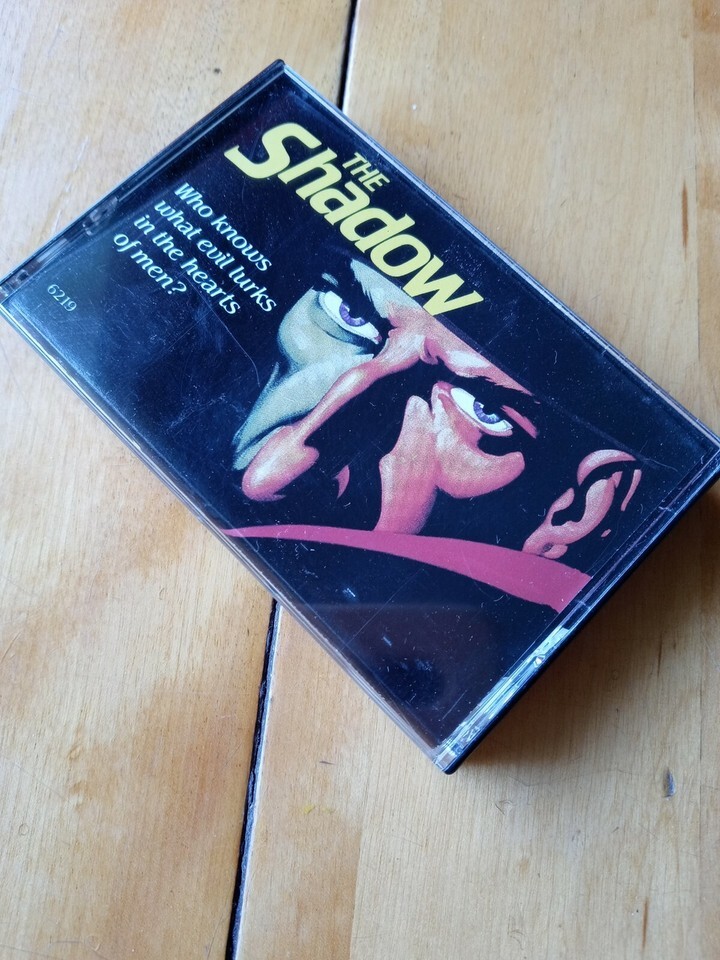 THE
Shadow
Who knows
what evil lurks
in the hearts
of men?
6219